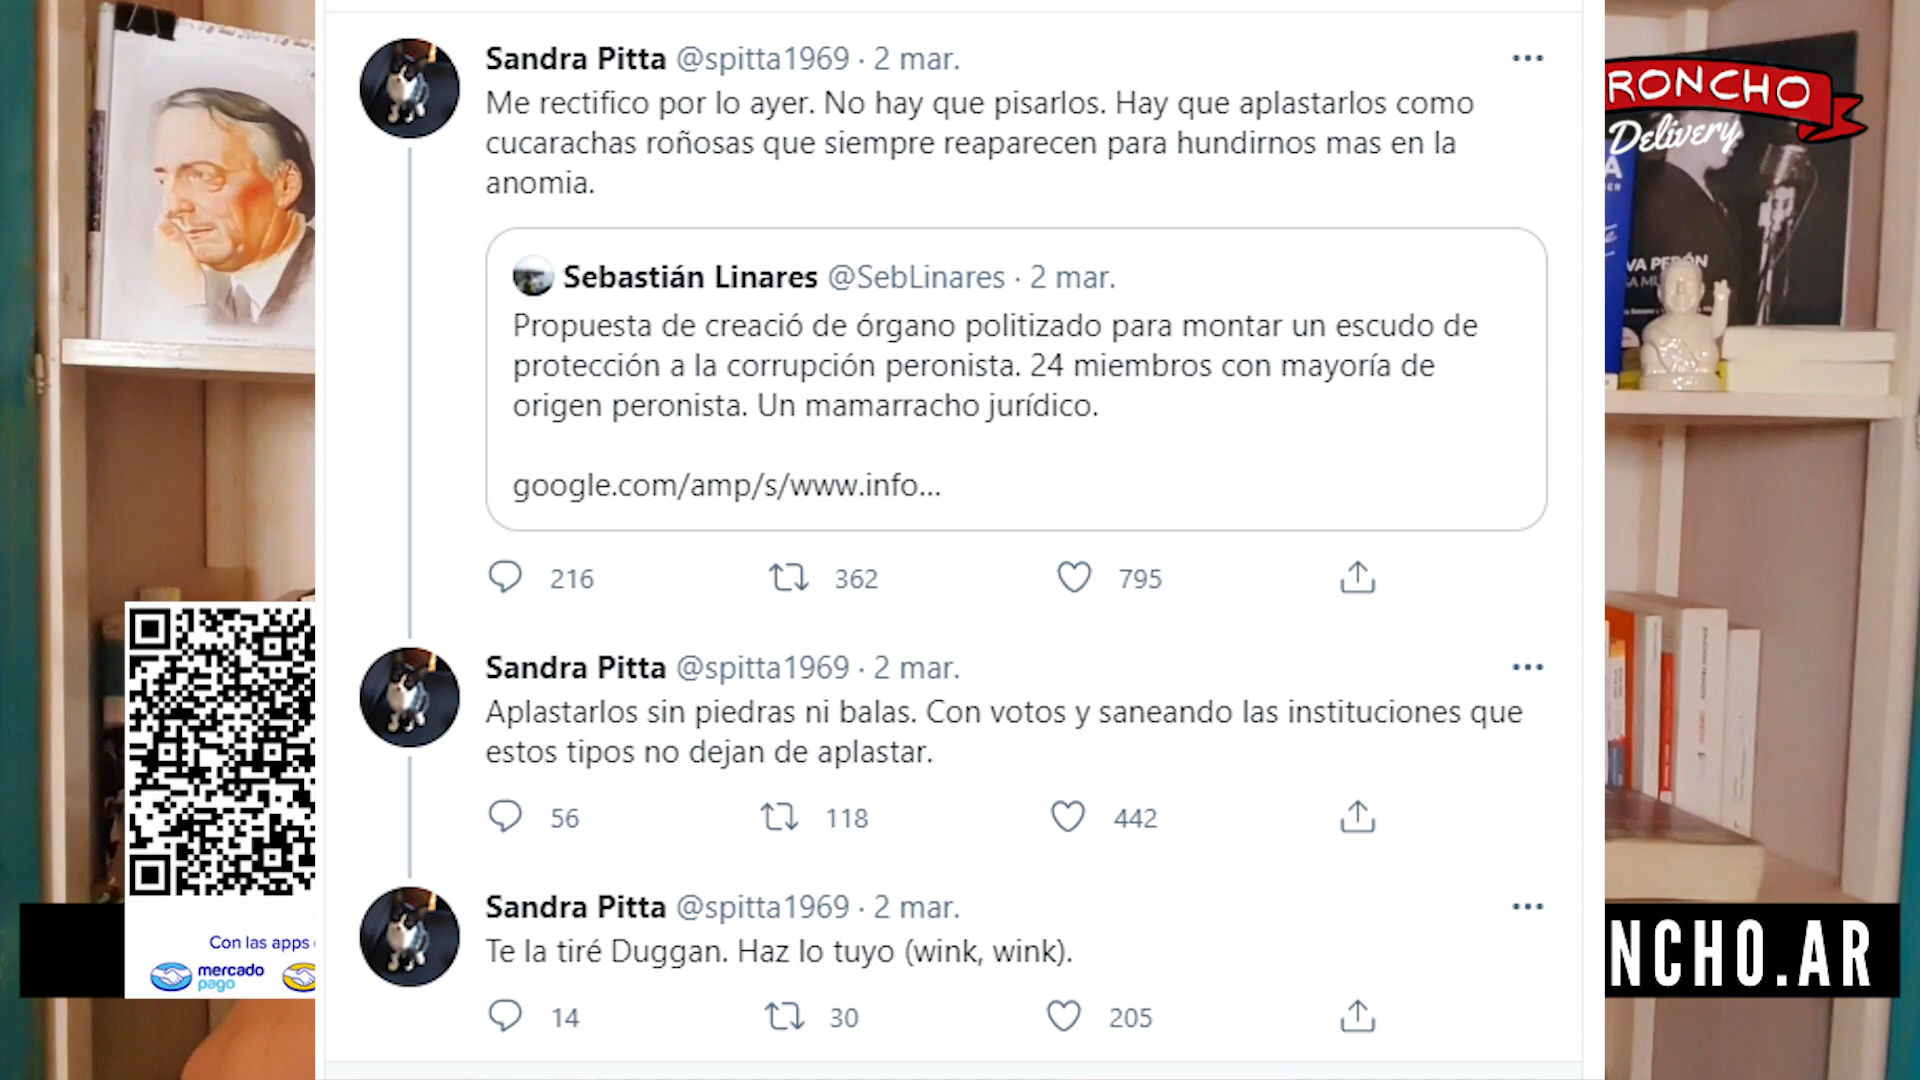 Sandra Pitta @spitta1969 · 2 mar.
Me rectifico por lo ayer. No hay que pisarlos. Hay que aplastarlos como
cucarachas roñosas que siempre reaparecen para hundirnos mas en la
anomia.
Sebastián Linares @SebLinares · 2 mar.
Propuesta de creació de órgano politizado para montar un escudo de
protección a la corrupción peronista. 24 miembros con mayoría de
origen peronista. Un mamarracho jurídico.
google.com/amp/s/www.info...
216 362 795
Sandra Pitta @spitta1969 · 2 mar.
Aplastarlos sin piedras ni balas. Con votos y saneando las instituciones que
estos tipos no dejan de aplastar.
56 118 442
Sandra Pitta @spitta1969 · 2 mar.
Te la tiré Duggan. Haz lo tuyo (wink, wink).
14 30 205
RONCHO
Delivery
VA PERÓN
Con las apps
mercado
pago
NCHO.AR